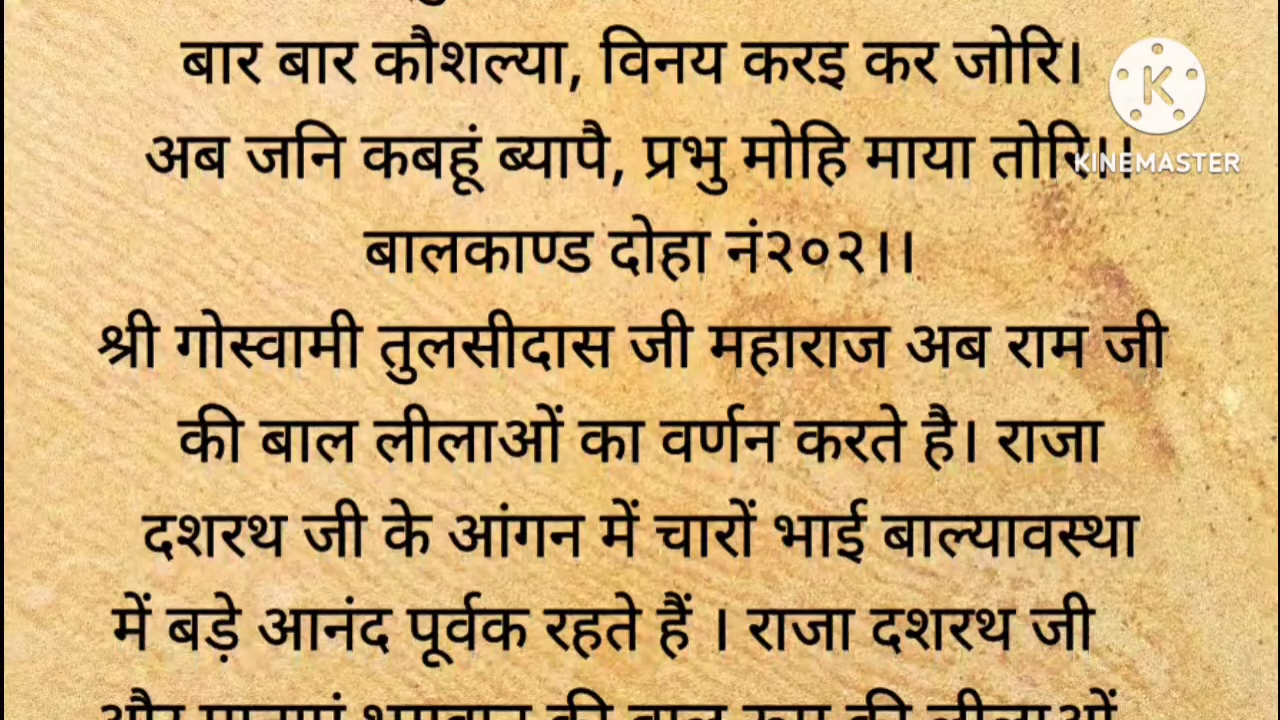 बार बार कौशल्या, विनय करइ कर जोरि।
अब जनि कबहूं ब्यापै, प्रभु मोहि माया तोरि।।
KINEMASTER
बालकाण्ड दोहा नं२०२।।
श्री गोस्वामी तुलसीदास जी महाराज अब राम जी
की बाल लीलाओं का वर्णन करते है। राजा
दशरथ जी के आंगन में चारों भाई बाल्यावस्था
में बड़े आनंद पूर्वक रहते हैं । राजा दशरथ जी